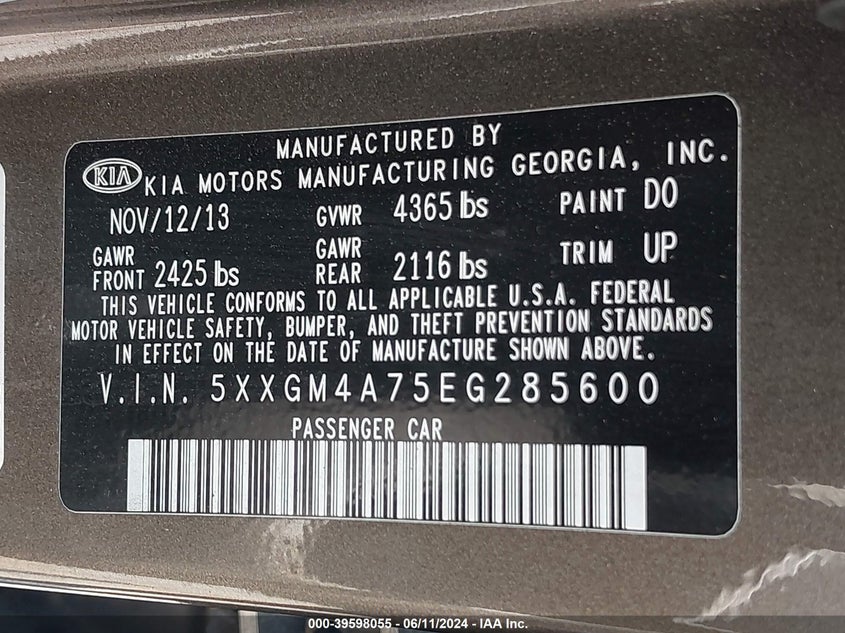 MANUFACTURED BY
KIA KIA MOTORS MANUFACTURING GEORGIA, INC.
NOV/12/13 GVWR 4365 lbs PAINT DO
GAWR FRONT 2425 lbs GAWR REAR 2116 lbs TRIM UP
THIS VEHICLE CONFORMS TO ALL APPLICABLE U.S.A. FEDERAL
MOTOR VEHICLE SAFETY, BUMPER, AND THEFT PREVENTION STANDARDS
IN EFFECT ON THE DATE OF MANUFACTURE SHOWN ABOVE.
V.I.N. 5XXGM4A75EG285600
PASSENGER CAR
000-39598055 - 06/11/2024 - IAA Inc.